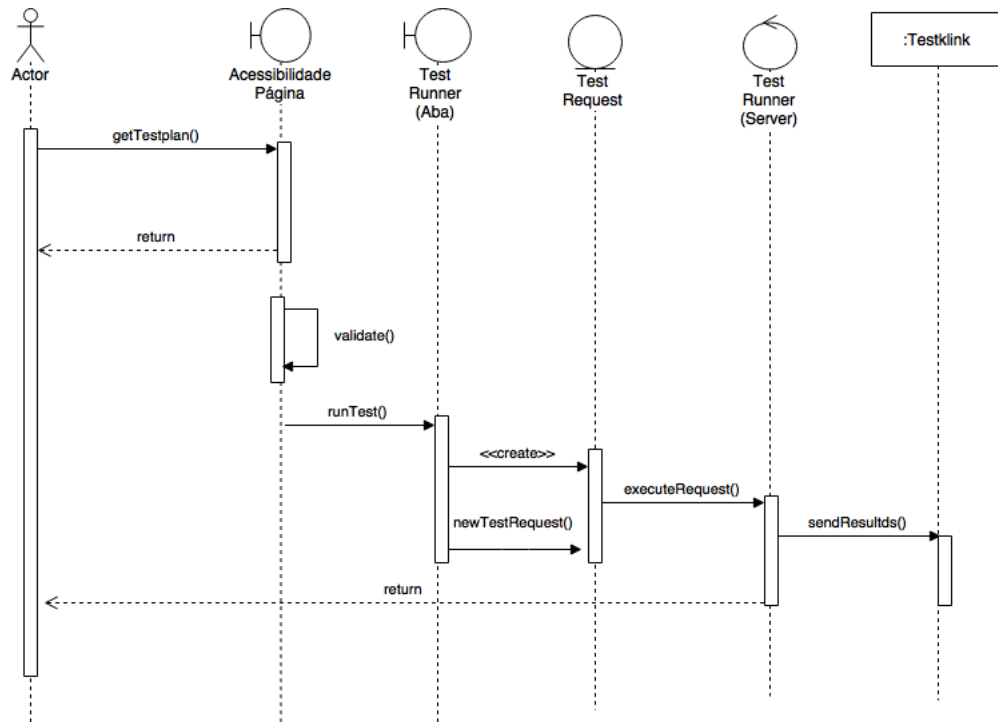 Actor
Acessibilidade
Página
Test
Runner
(Aba)
Test
Request
Test
Runner
(Server)
:Testklink
getTestplan()
return
validate()
runTest()
<<create>>
executeRequest()
newTestRequest()
sendResultds()
return